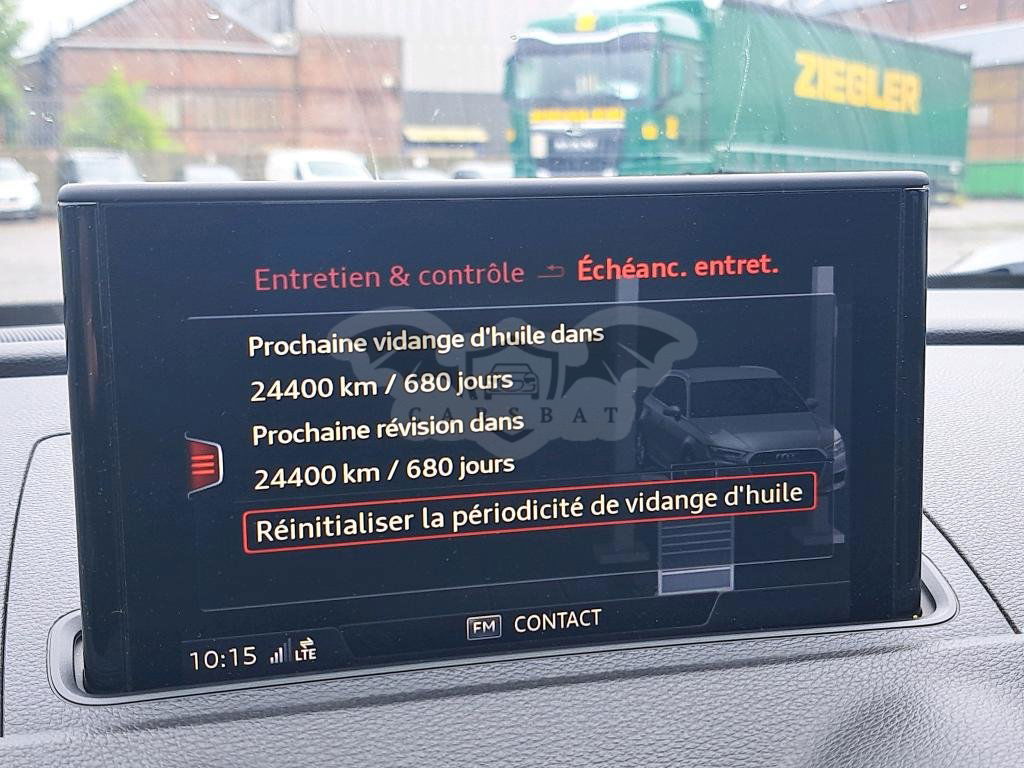 ZIEGLER
Entretien & contrôle Échéanc. entret.
Prochaine vidange d'huile dans
24400 km / 680 jours
CARSBAT
Prochaine révision dans
24400 km / 680 jours
Réinitialiser la périodicité de vidange d'huile
FM CONTACT
10:15 LTE